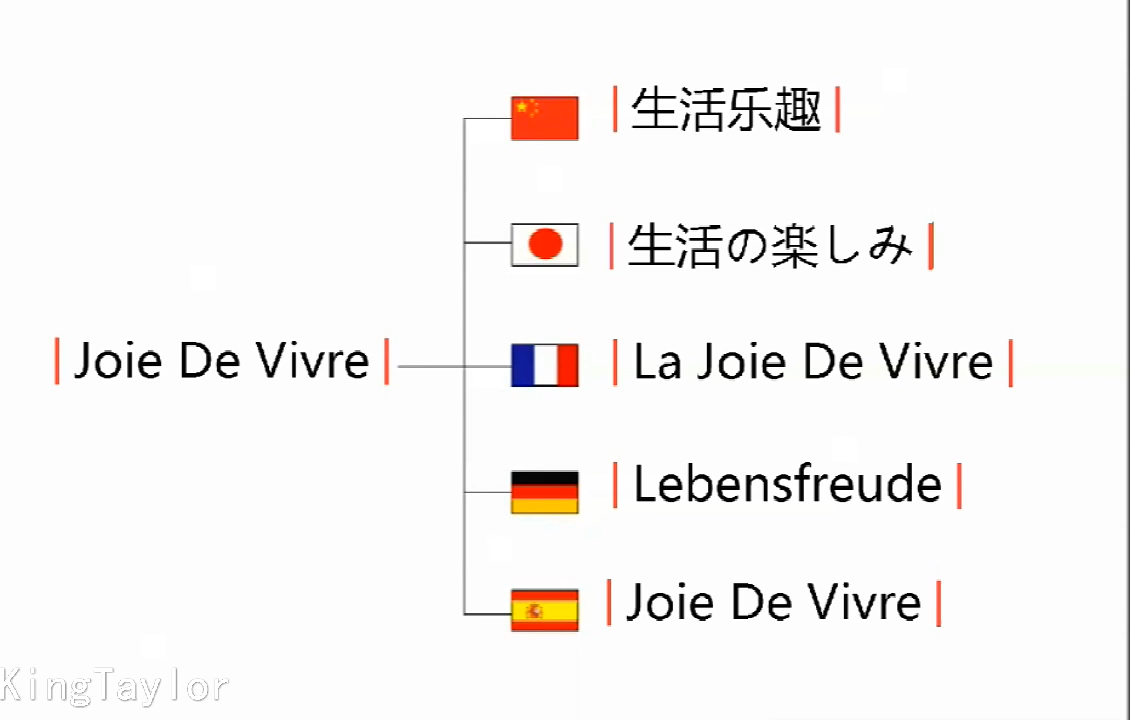 生活乐趣
生活の楽しみ
Joie De Vivre
La Joie De Vivre
Lebensfreude
Joie De Vivre
KingTaylor